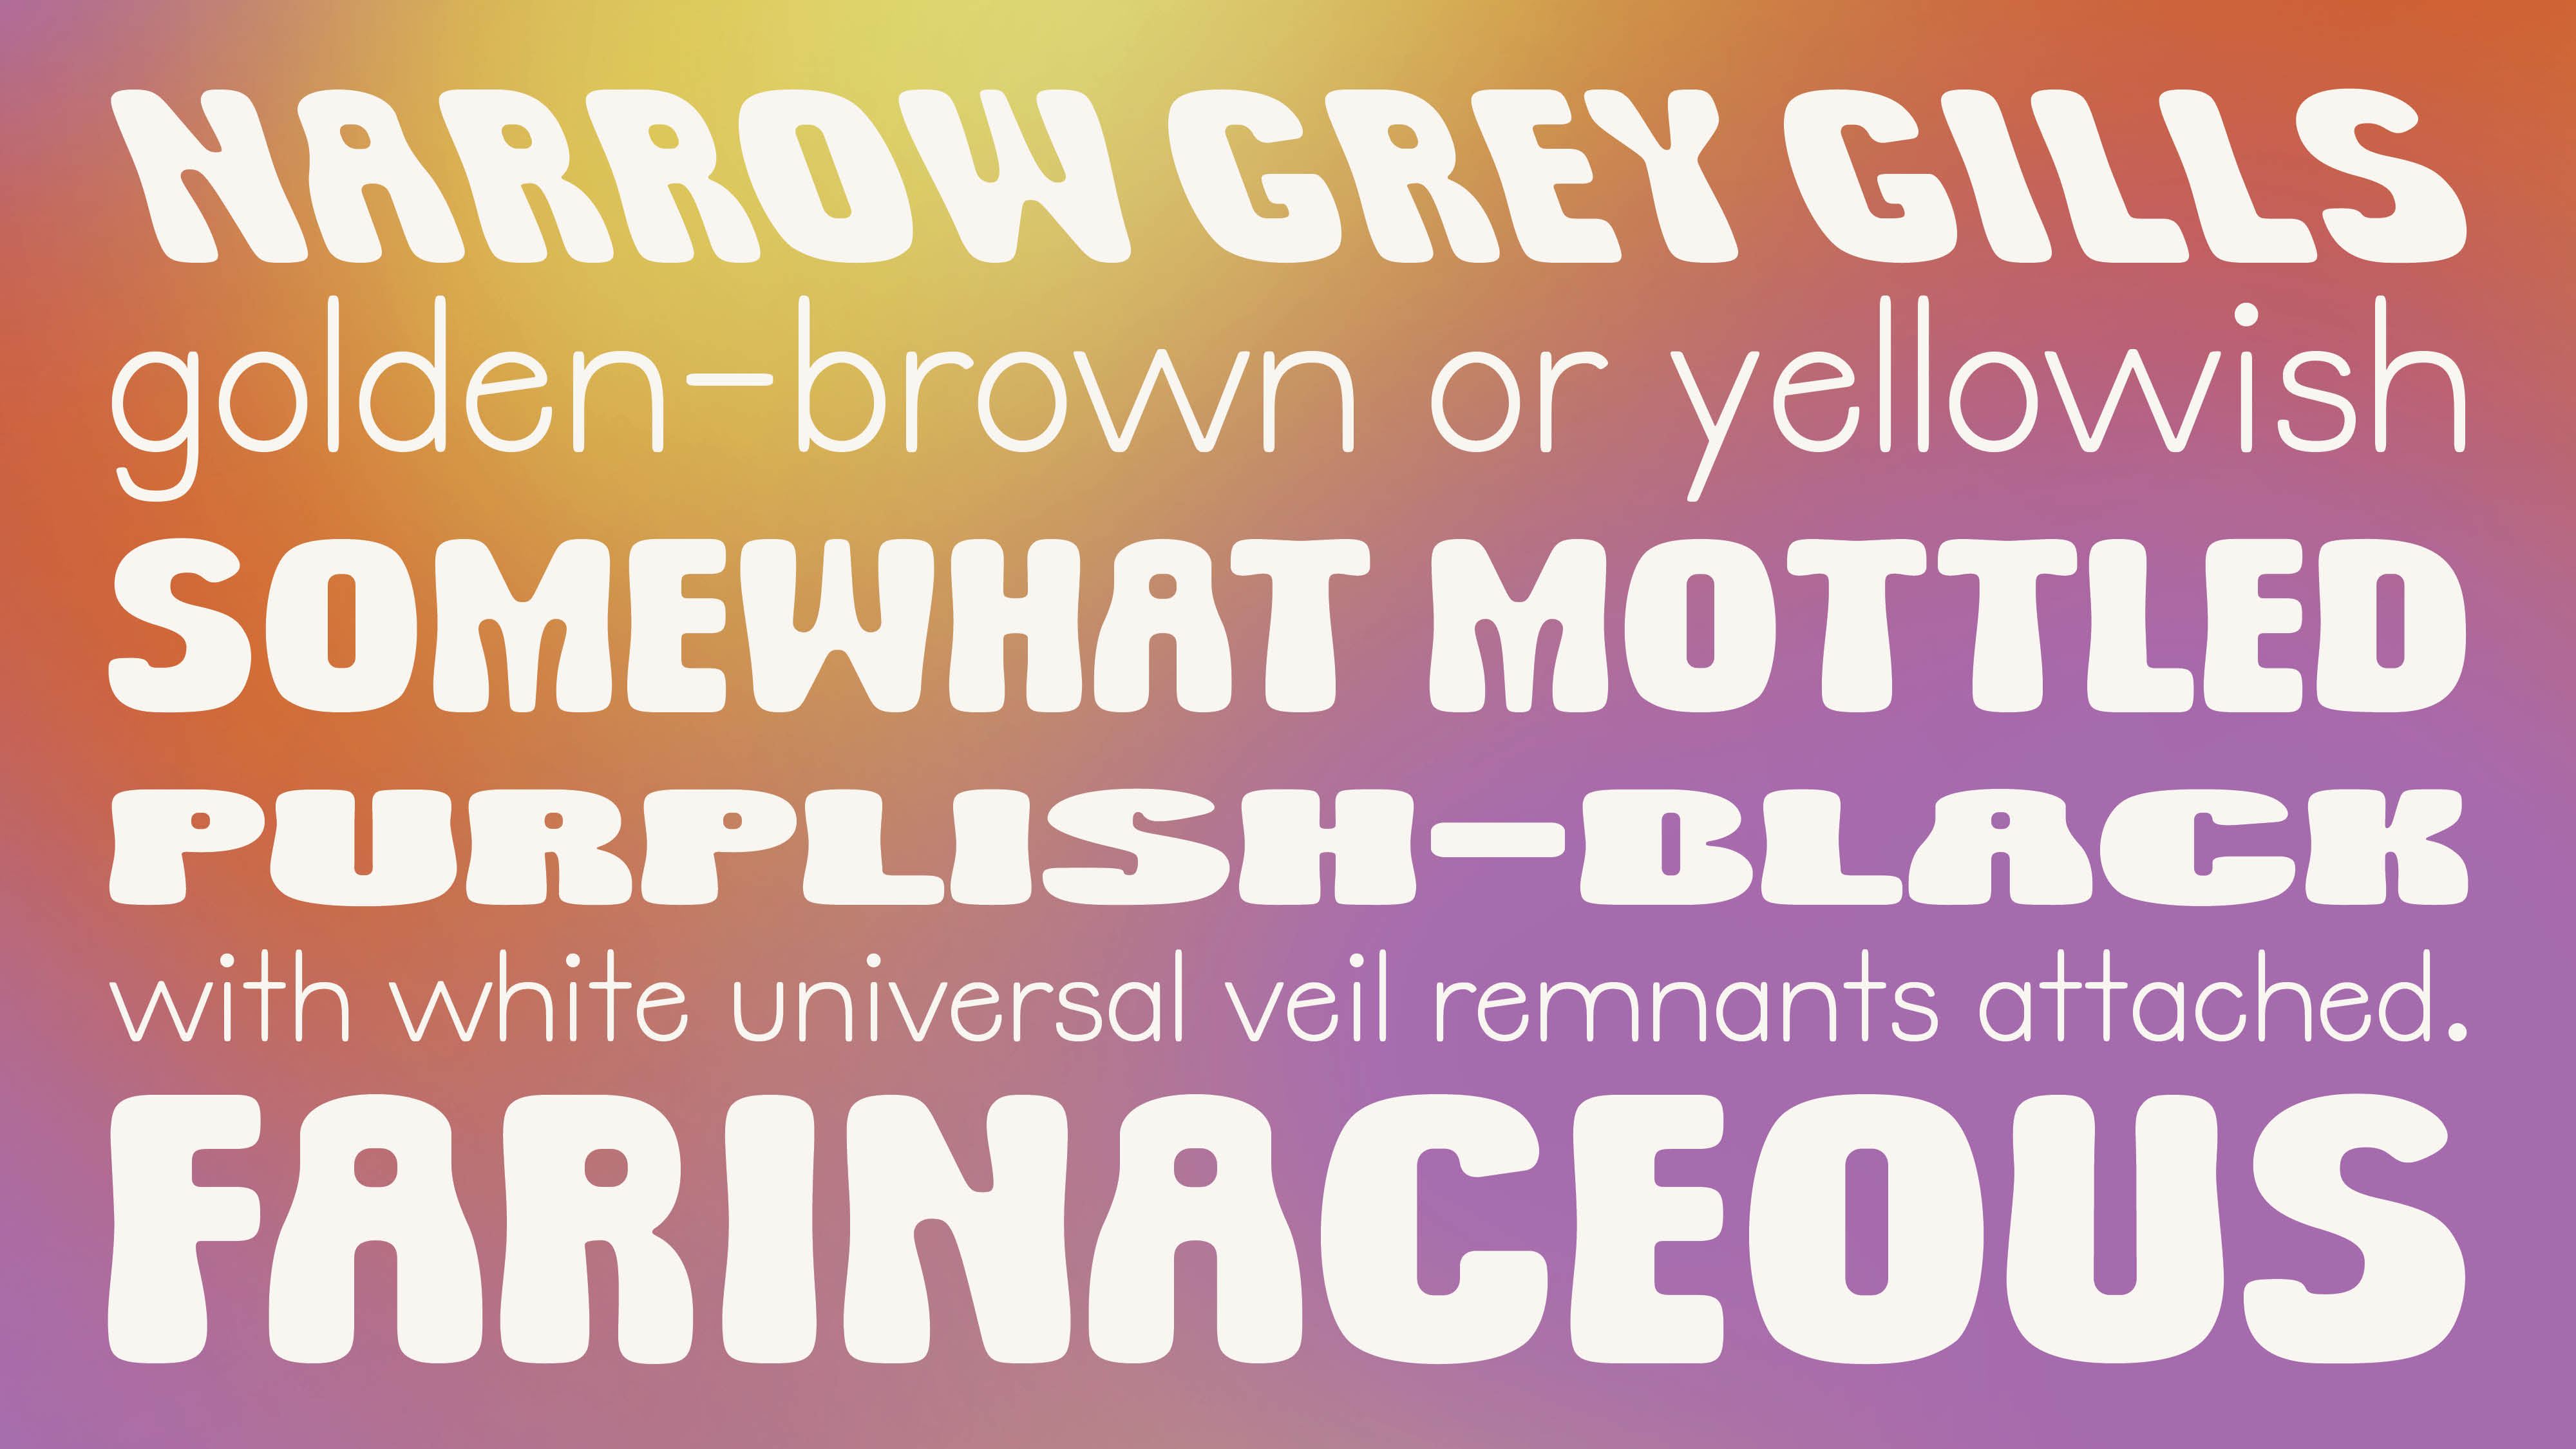 NARROW GREY GILLS
golden-brown or yellowish
SOMEWHAT MOTTLED
PURPLISH-BLACK
with white universal veil remnants attached.
FARINACEOUS